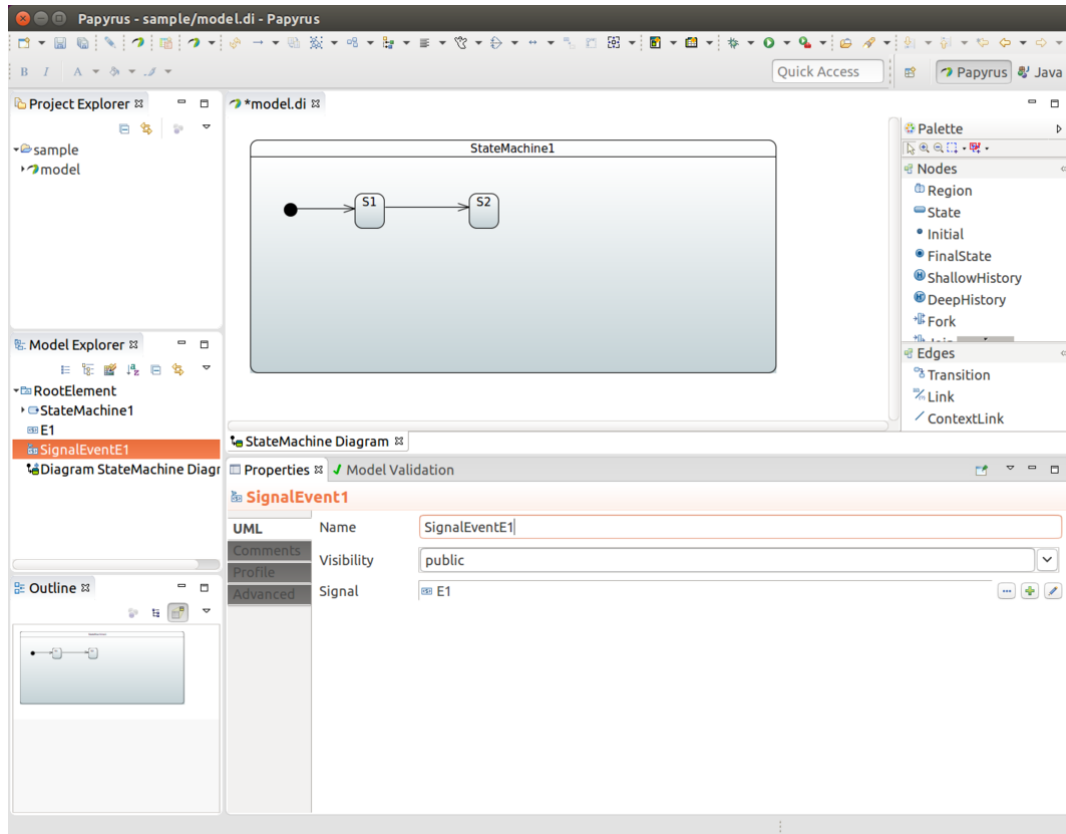 Papyrus - sample/model.di - Papyrus
B I A
Quick Access
Papyrus
Java
Project Explorer
sample
model
*model.di
StateMachine1
S1
S2
Palette
Nodes
Region
State
Initial
FinalState
ShallowHistory
DeepHistory
Fork
Edges
Transition
Link
ContextLink
Model Explorer
RootElement
StateMachine1
E1
SignalEventE1
Diagram StateMachine Diagr
StateMachine Diagram
Outline
Properties
Model Validation
SignalEvent1
UML
Comments
Profile
Advanced
Name
SignalEventE1
Visibility
public
Signal
E1